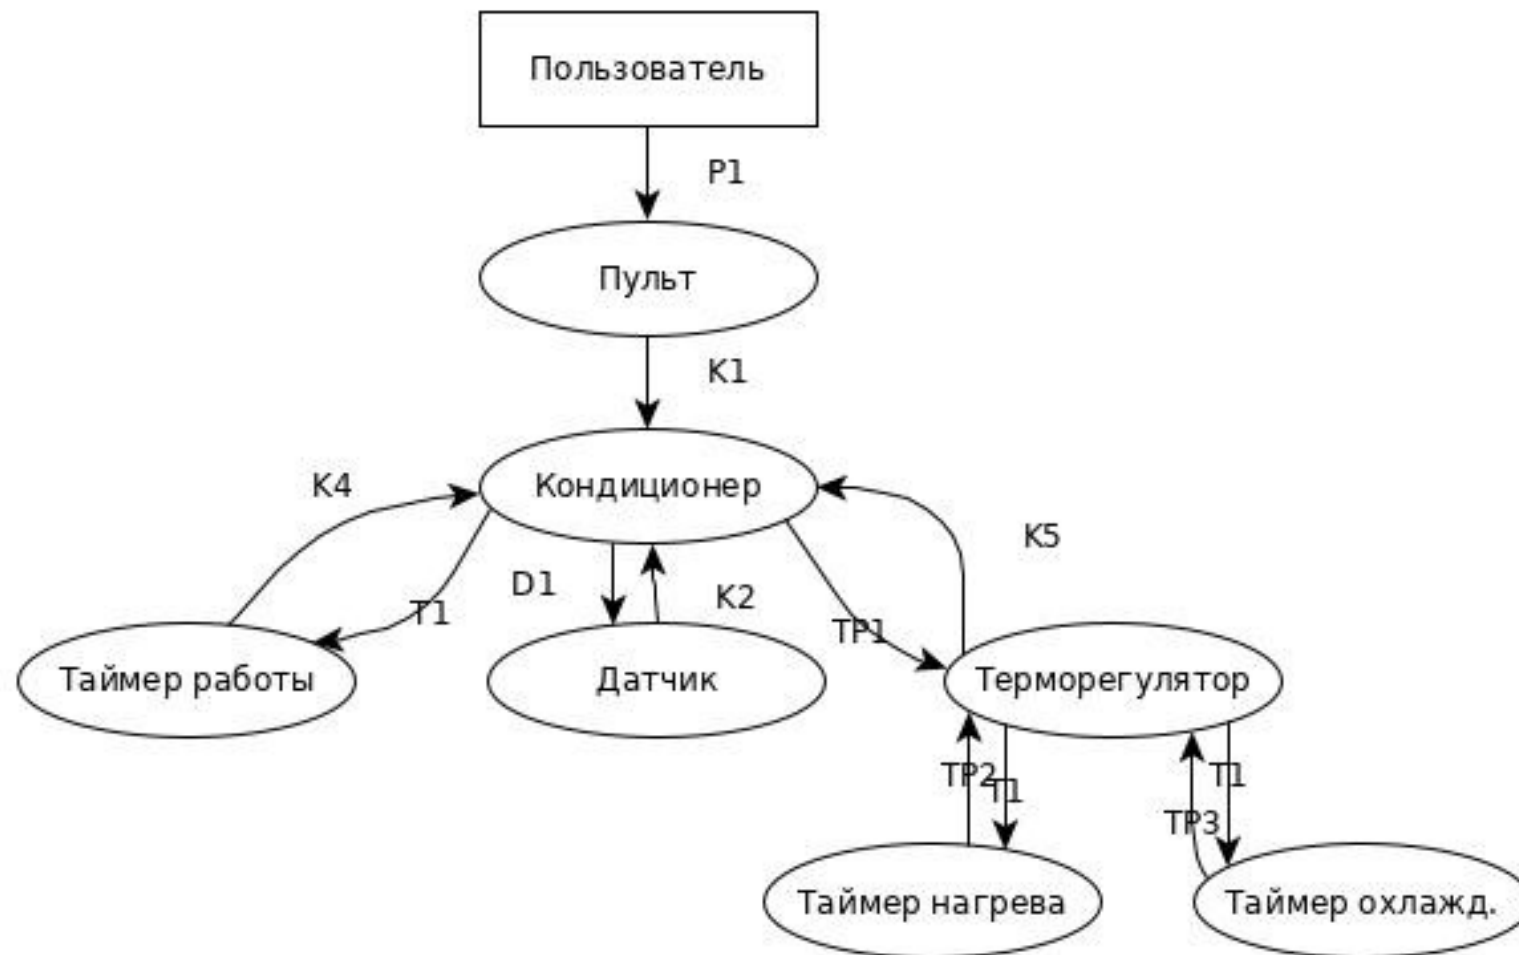 Пользователь
P1
Пульт
K1
K4
Кондиционер
K5
D1
K2
T1
TP1
Таймер работы
Датчик
Терморегулятор
TP2
T1
T1
TP3
Таймер нагрева
Таймер охлажд.